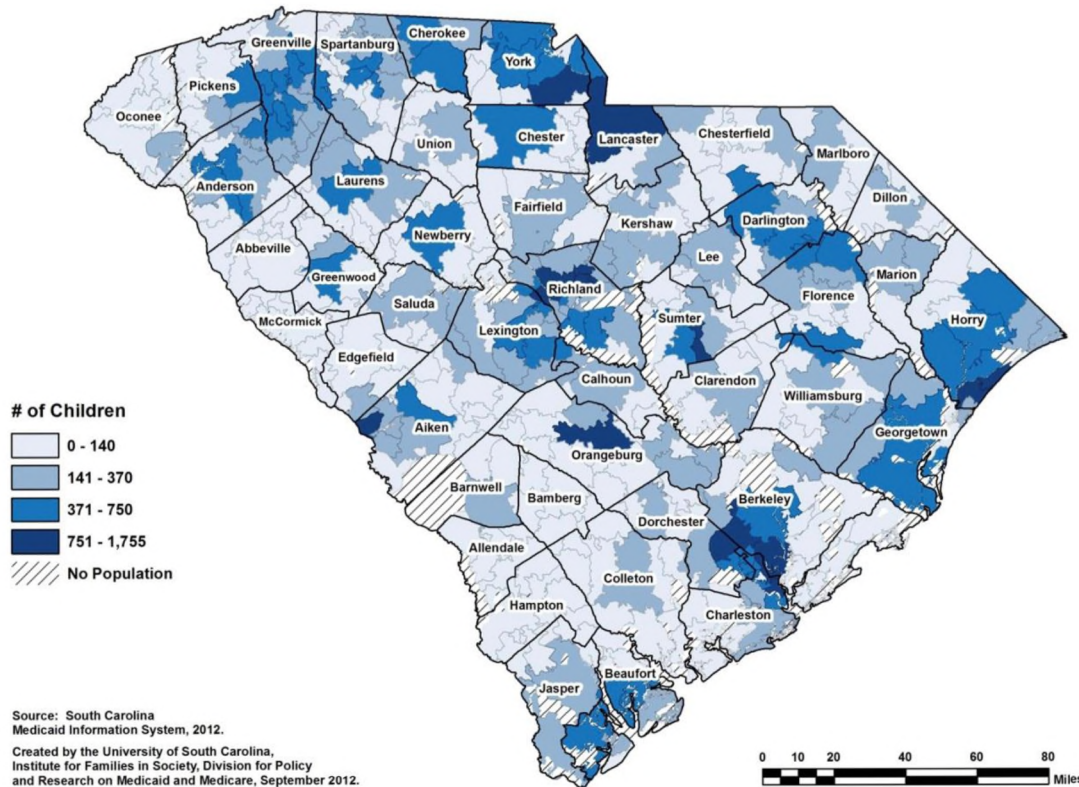 Cherokee
Greenville
Spartanburg
York
Pickens
Oconee
Union
Chester
Lancaster
Chesterfield
Marlboro
Anderson
Laurens
Fairfield
Kershaw
Darlington
Dillon
Abbeville
Newberry
Lee
Greenwood
Richland
Marion
Saluda
Florence
McCormick
Lexington
Sumter
Horry
Edgefield
Calhoun
Clarendon
Williamsburg
# of Children
Aiken
Georgetown
0 - 140
Orangeburg
141 - 370
Barnwell
Bamberg
Berkeley
371 - 750
Dorchester
751 - 1,755
Allendale
No Population
Colleton
Hampton
Charleston
Beaufort
Jasper
Source: South Carolina
Medicaid Information System, 2012.
Created by the University of South Carolina,
Institute for Families in Society, Division for Policy
and Research on Medicaid and Medicare, September 2012.
0 5 10 20 40 60 80
Miles